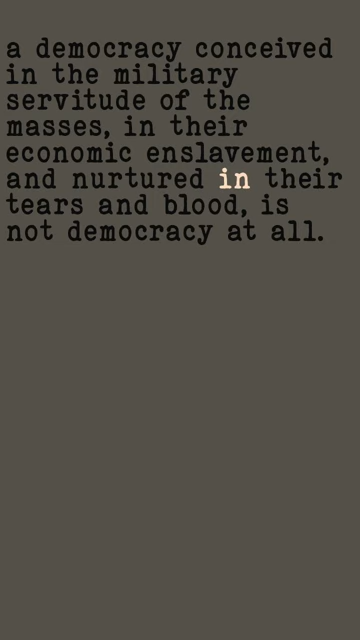 a democracy conceived
in the military
servitude of the
masses, in their
economic enslavement,
and nurtured in their
tears and blood, is
not democracy at all.